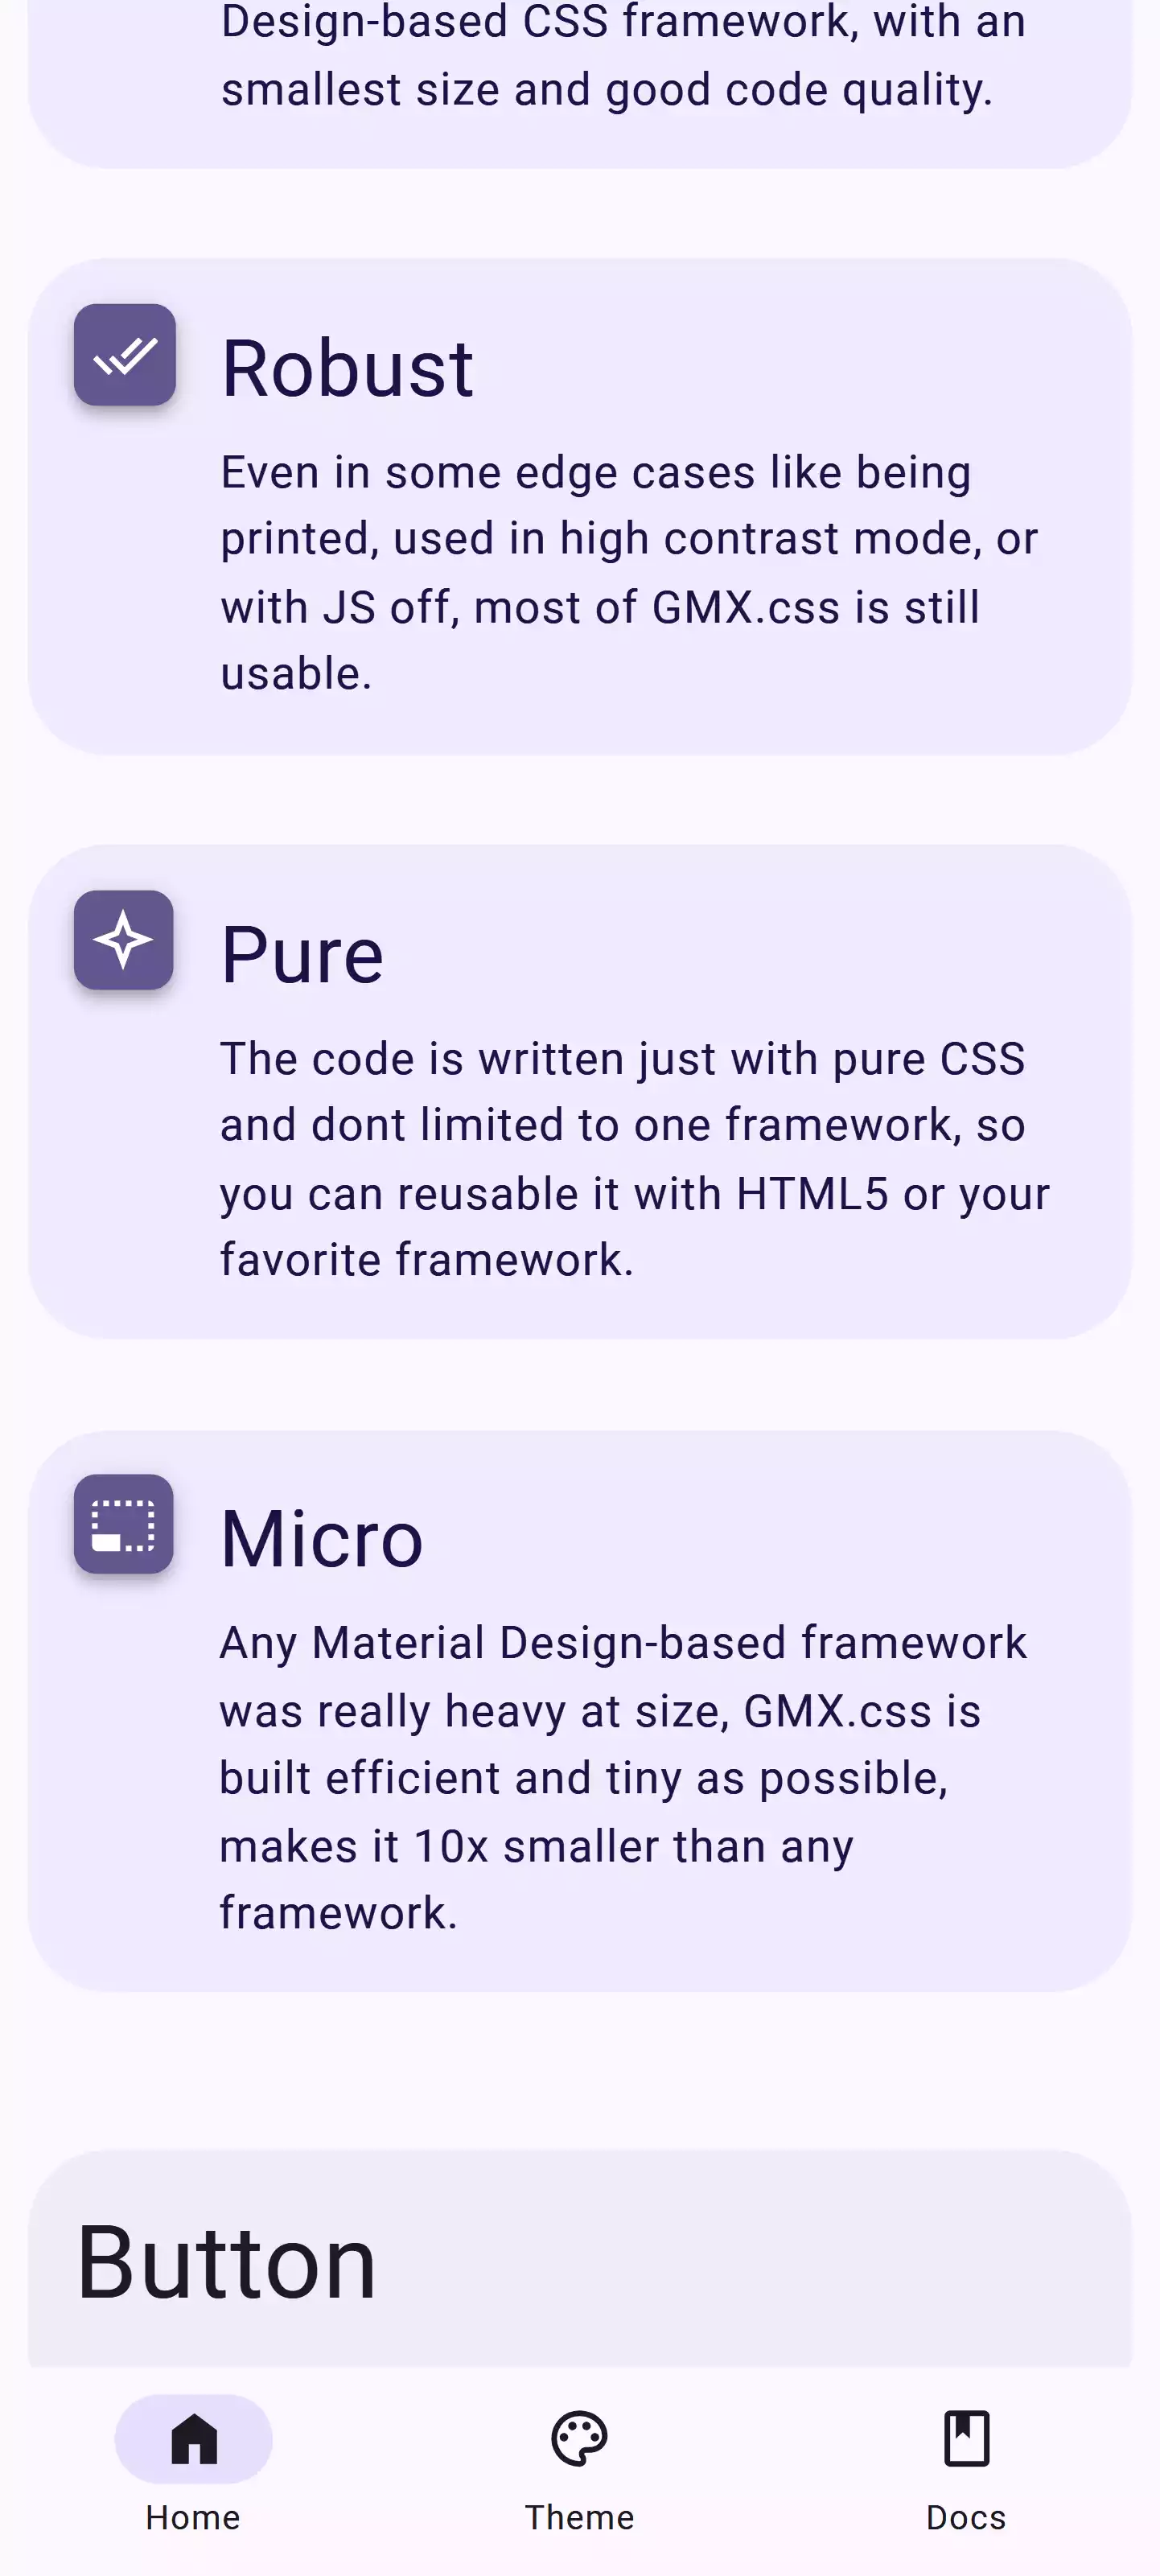 Design-based CSS framework, with an
smallest size and good code quality.
Robust
Even in some edge cases like being
printed, used in high contrast mode, or
with JS off, most of GMX.css is still
usable.
Pure
The code is written just with pure CSS
and dont limited to one framework, so
you can reusable it with HTML5 or your
favorite framework.
Micro
Any Material Design-based framework
was really heavy at size, GMX.css is
built efficient and tiny as possible,
makes it 10x smaller than any
framework.
Button
Home
Theme
Docs